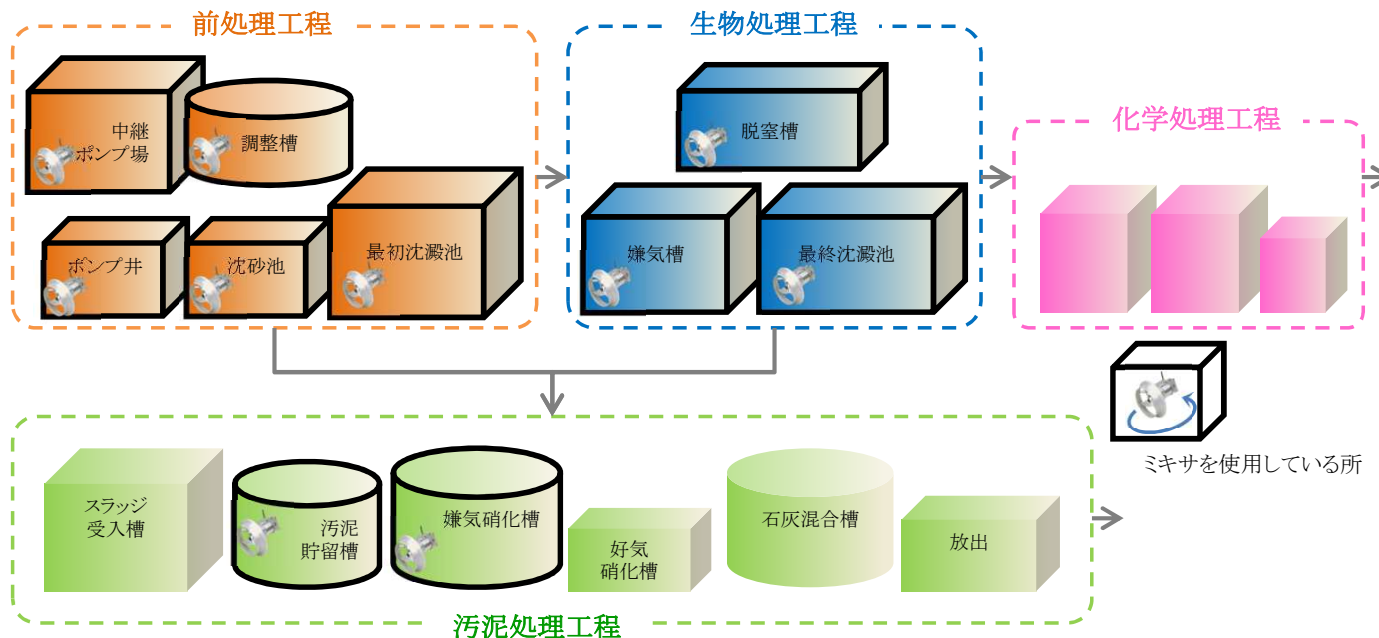 前処理工程
中継
ポンプ場
調整槽
ポンプ井
沈砂池
最初沈澱池
生物処理工程
脱窒槽
嫌気槽
最終沈澱池
化学処理工程
ミキサを使用している所
スラッジ
受入槽
汚泥
貯留槽
嫌気硝化槽
好気
硝化槽
石灰混合槽
放出
汚泥処理工程